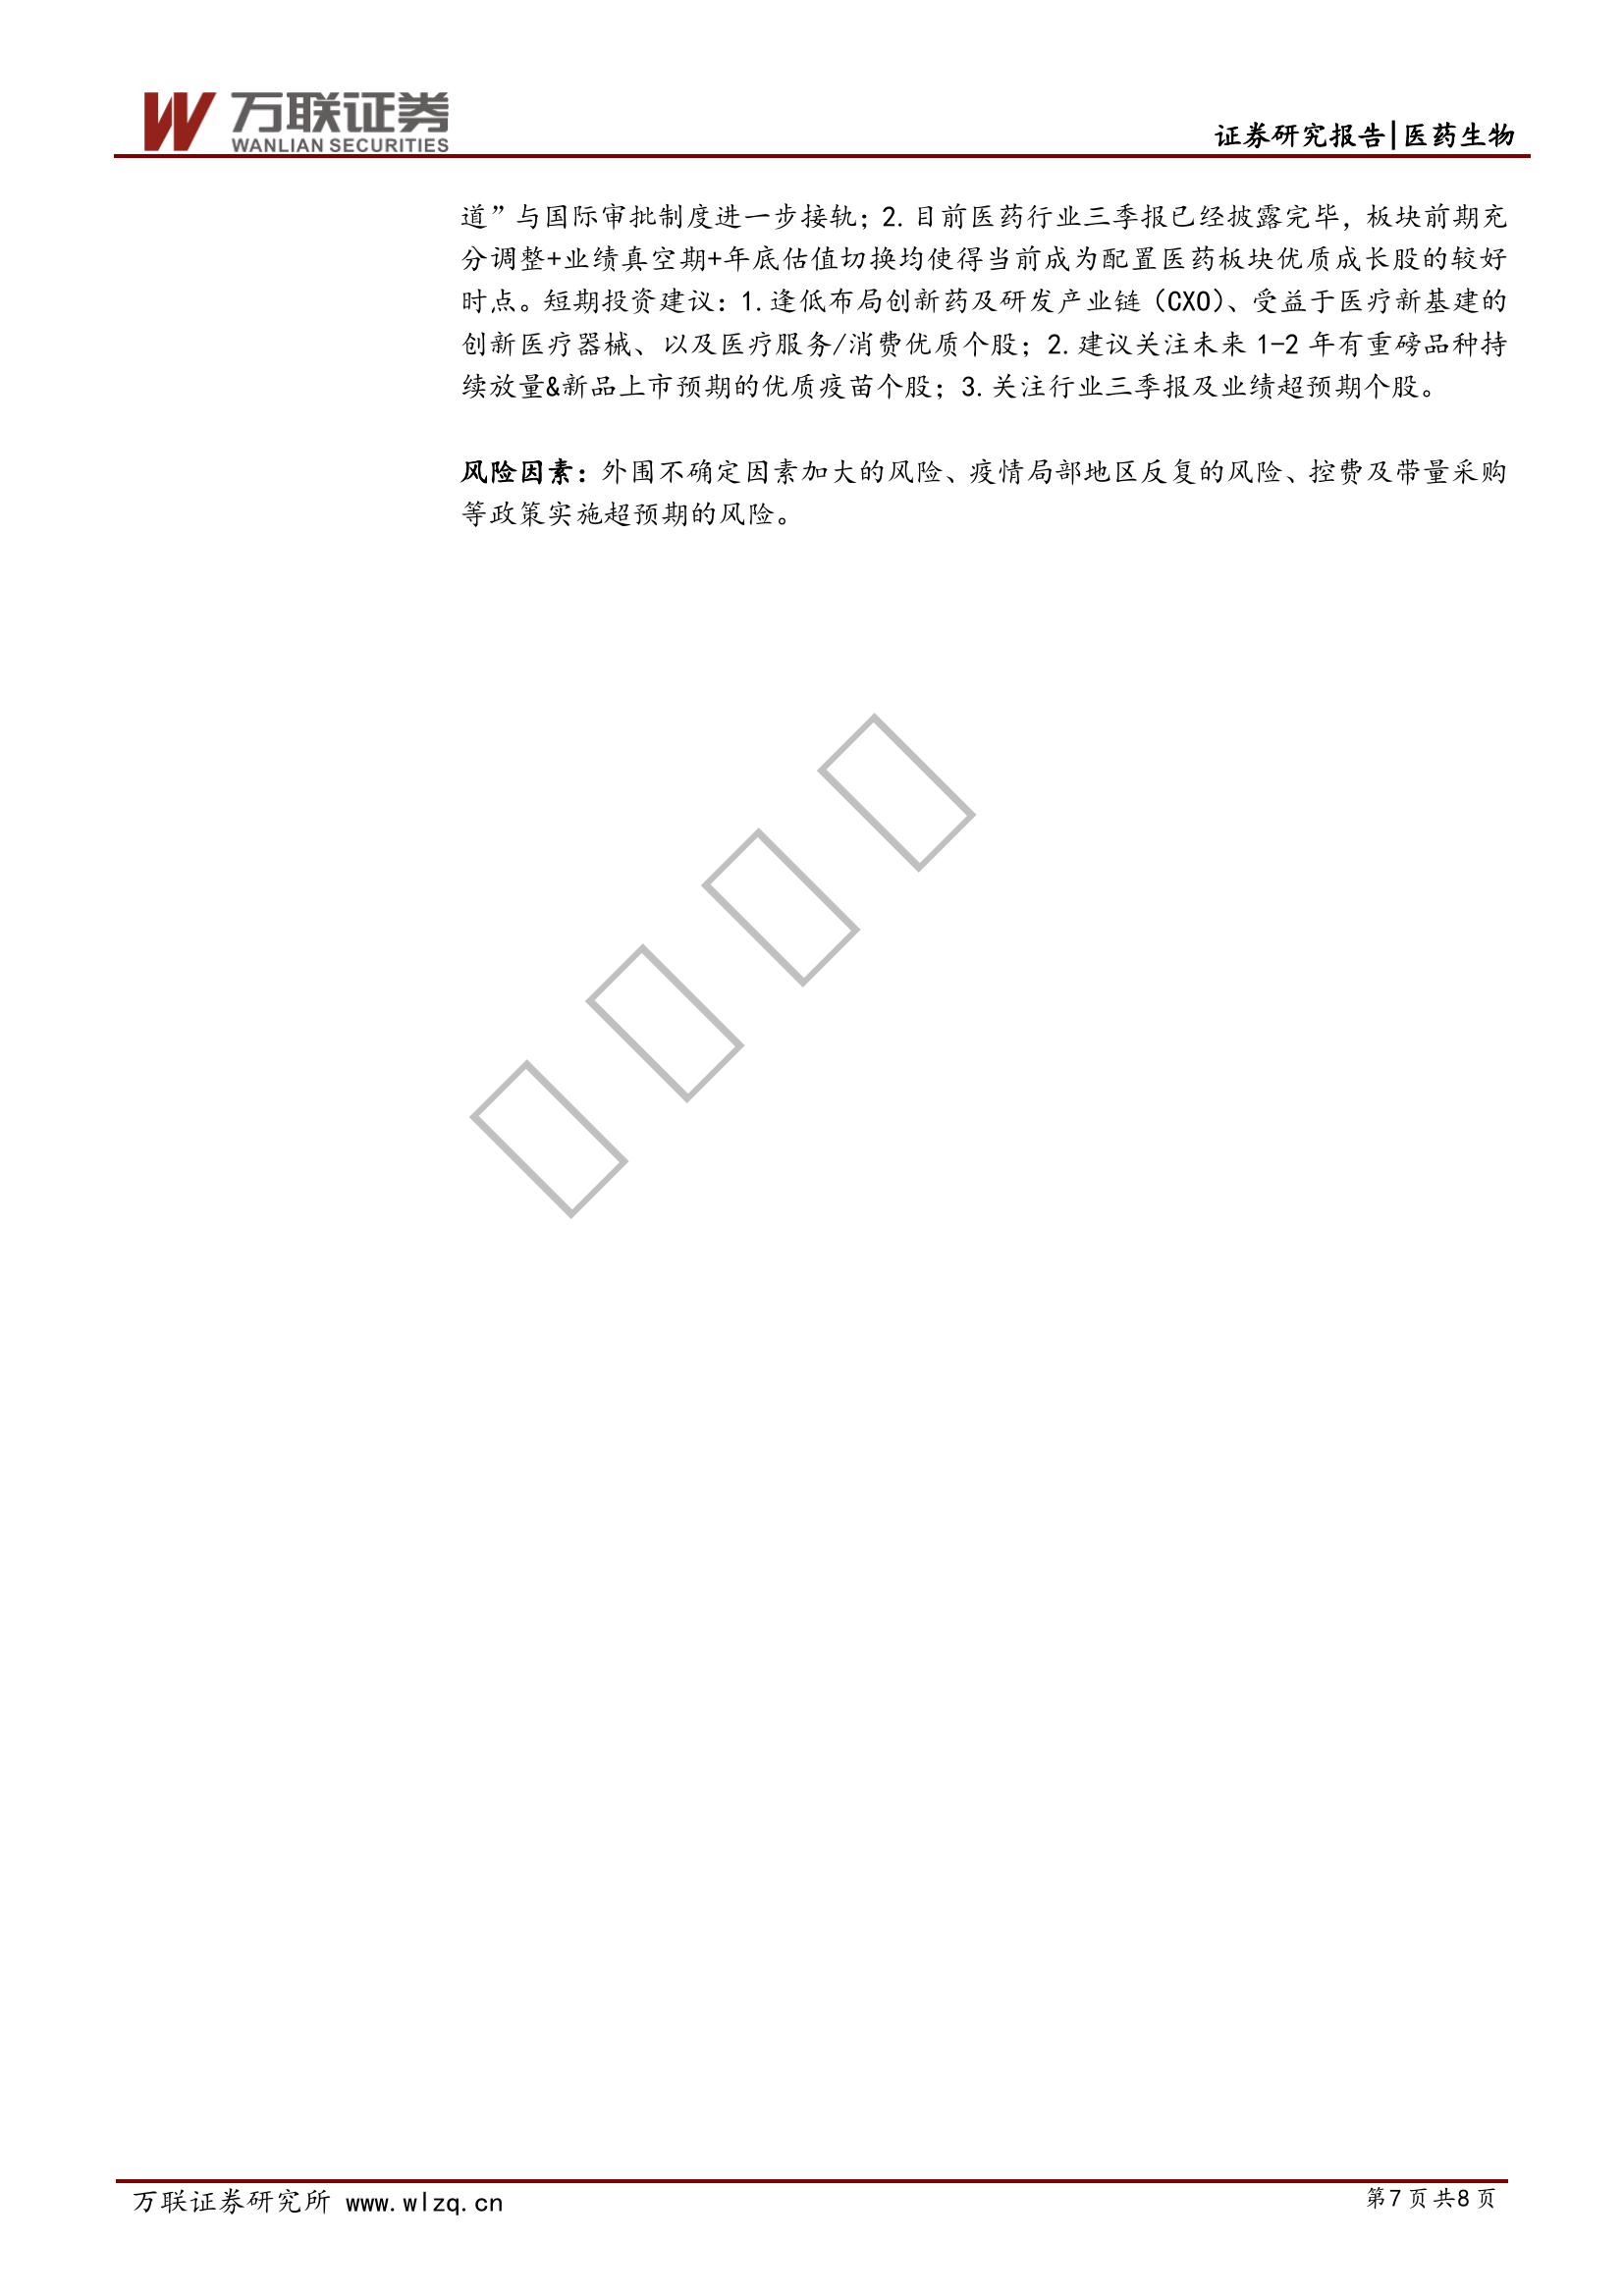 万联证券
WANLIAN SECURITIES
证券研究报告|医药生物
道”与国际审批制度进一步接轨；2.目前医药行业三季报已经披露完毕，板块前期充
分调整+业绩真空期+年底估值切换均使得当前成为配置医药板块优质成长股的较好
时点。短期投资建议：1.逢低布局创新药及研发产业链（CXO）、受益于医疗新基建的
创新医疗器械、以及医疗服务/消费优质个股；2.建议关注未来 1-2 年有重磅品种持
续放量&新品上市预期的优质疫苗个股；3.关注行业三季报及业绩超预期个股。
风险因素：外围不确定因素加大的风险、疫情局部地区反复的风险、控费及带量采购
等政策实施超预期的风险。
万联证券研究所 www.wlzq.cn
第7页共8页